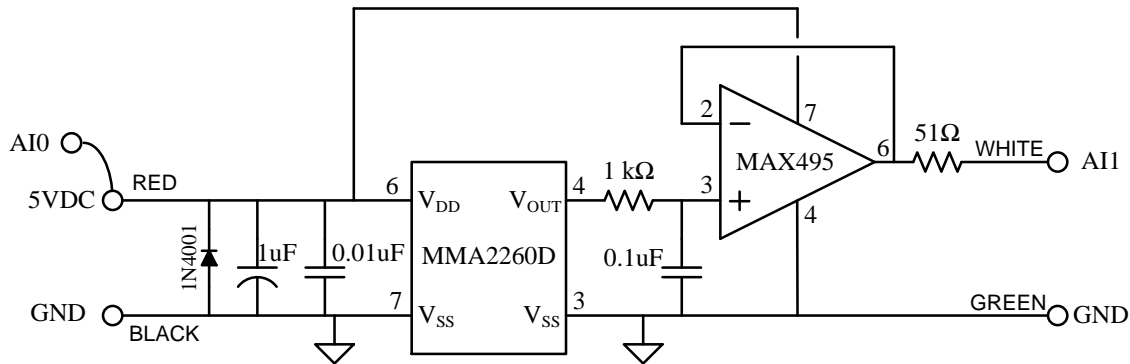 2
7
6
51Ω
WHITE
AI1
MAX495
AI0
RED
5VDC
6
V_DD
V_OUT
4
1 kΩ
3
4
1N4001
1uF
0.01uF
MMA2260D
0.1uF
GND
BLACK
7
V_SS
V_SS
3
GREEN
GND